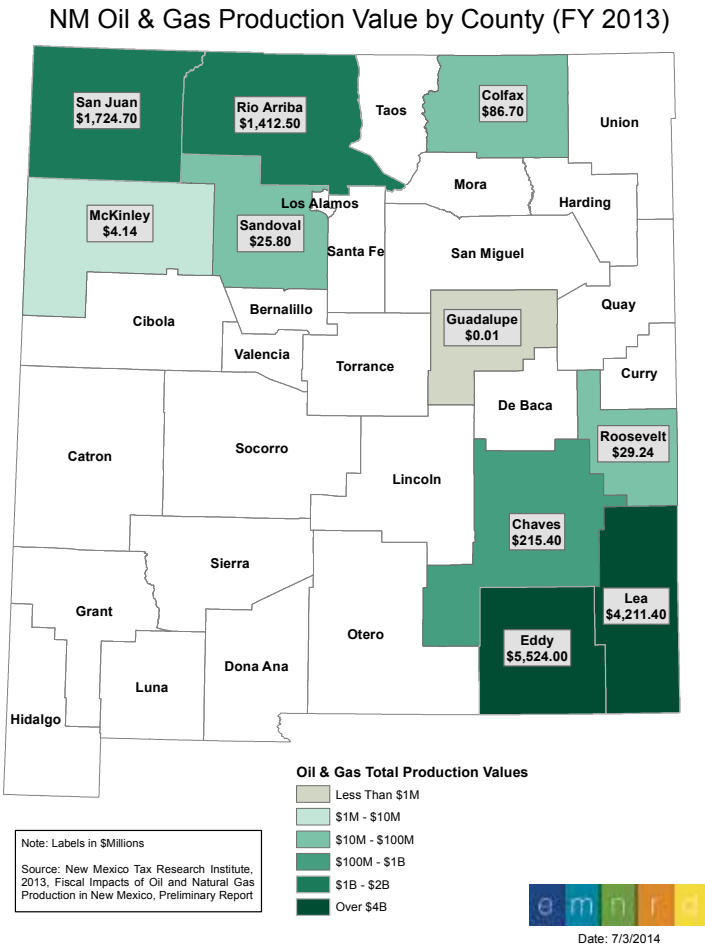 NM Oil & Gas Production Value by County (FY 2013)
San Juan
$1,724.70
Rio Arriba
$1,412.50
Taos
Colfax
$86.70
Union
Mora
Harding
Los Alamos
McKinley
$4.14
Sandoval
$25.80
Santa Fe
San Miguel
Quay
Bernalillo
Cibola
Guadalupe
$0.01
Valencia
Torrance
Curry
De Baca
Roosevelt
$29.24
Catron
Socorro
Lincoln
Chaves
$215.40
Sierra
Lea
$4,211.40
Grant
Otero
Eddy
$5,524.00
Dona Ana
Luna
Hidalgo
Oil & Gas Total Production Values
Less Than $1M
$1M - $10M
$10M - $100M
$100M - $1B
$1B - $2B
Over $4B
Note: Labels in $Millions
Source: New Mexico Tax Research Institute,
2013, Fiscal Impacts of Oil and Natural Gas
Production in New Mexico, Preliminary Report
e m n r d
Date: 7/3/2014